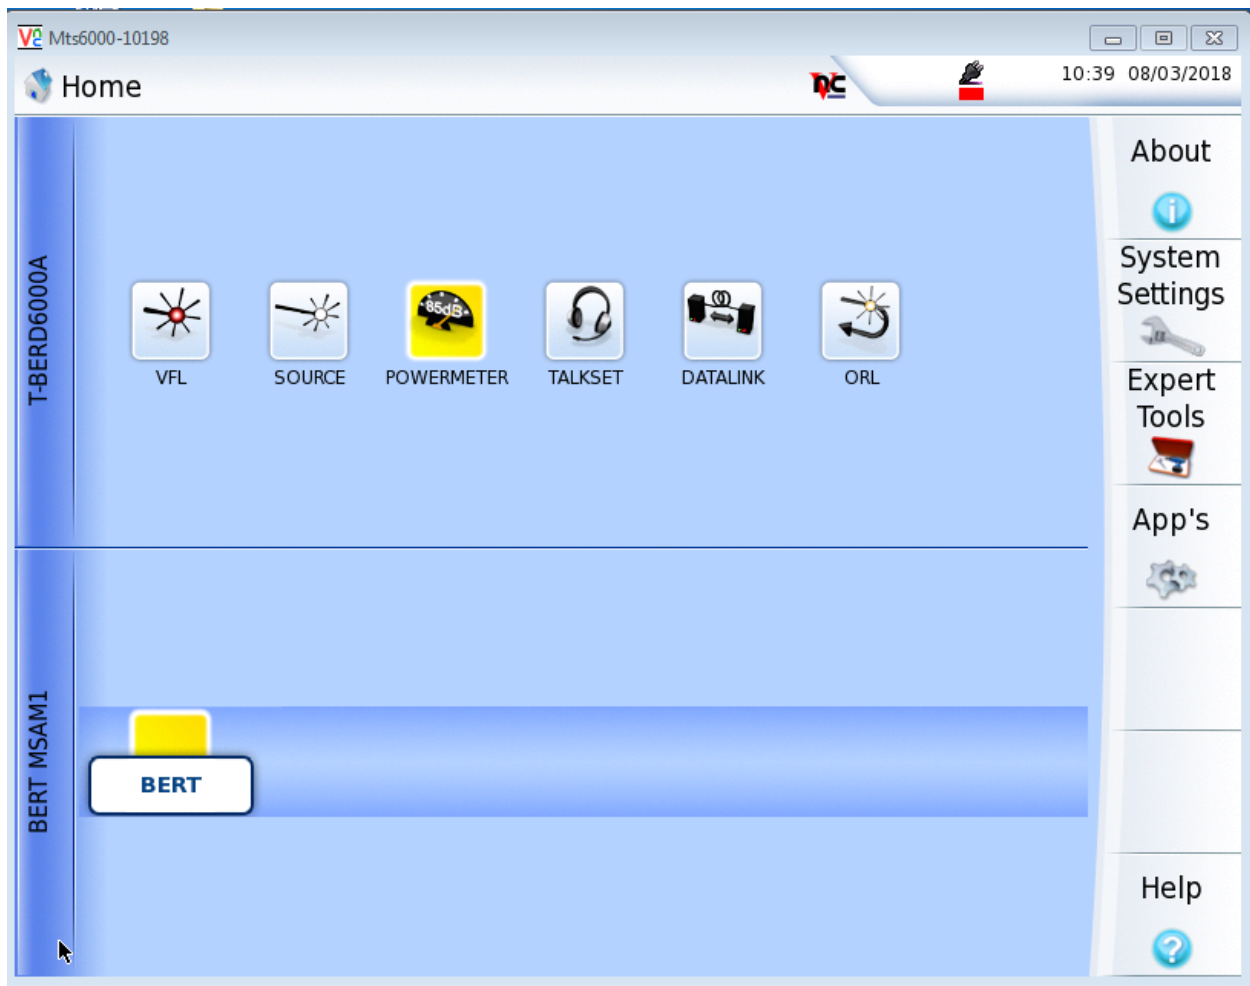 Mts6000-10198
Home
VNC
10:39 08/03/2018
About
T-BERD6000A
85dB
VFL
SOURCE
POWERMETER
TALKSET
DATALINK
ORL
System
Settings
Expert
Tools
App's
BERT MSAM1
BERT
Help